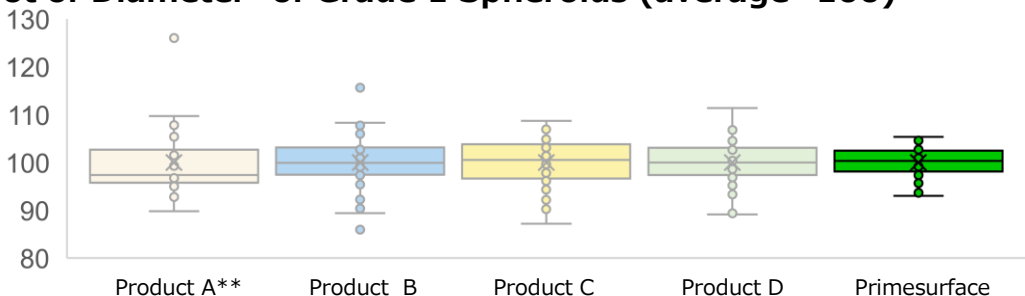 of Diameter of Grade 1 Spheroids (average 100)
130
120
110
100
90
80
Product A**
Product B
Product C
Product D
Primesurface